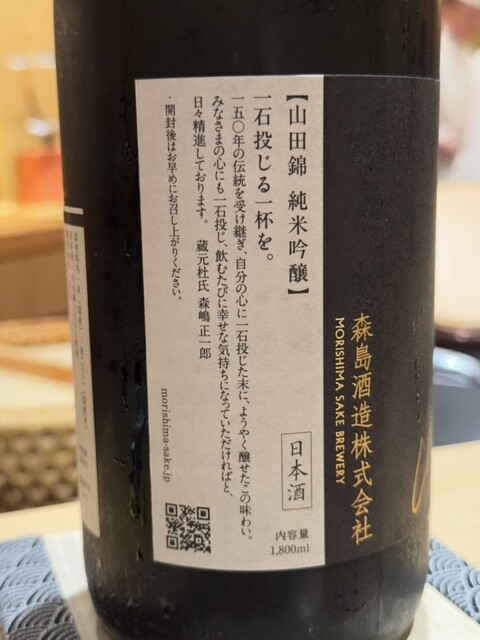 【山田錦 純米吟醸】
一石投じる一杯を。
一五〇年の伝統を受け継ぎ、自分の心に一石投じた末に、ようやく醸せたこの味わい。
みなさまの心にも一石投じ、飲むたびに幸せな気持ちになっていただければと、
日々精進しております。 蔵元杜氏 森嶋 正一郎
・開封後はお早めにお召し上がりください。
morishima-sake.jp
日本酒
内容量
1,800ml
森島酒造株式会社
MORISHIMA SAKE BREWERY